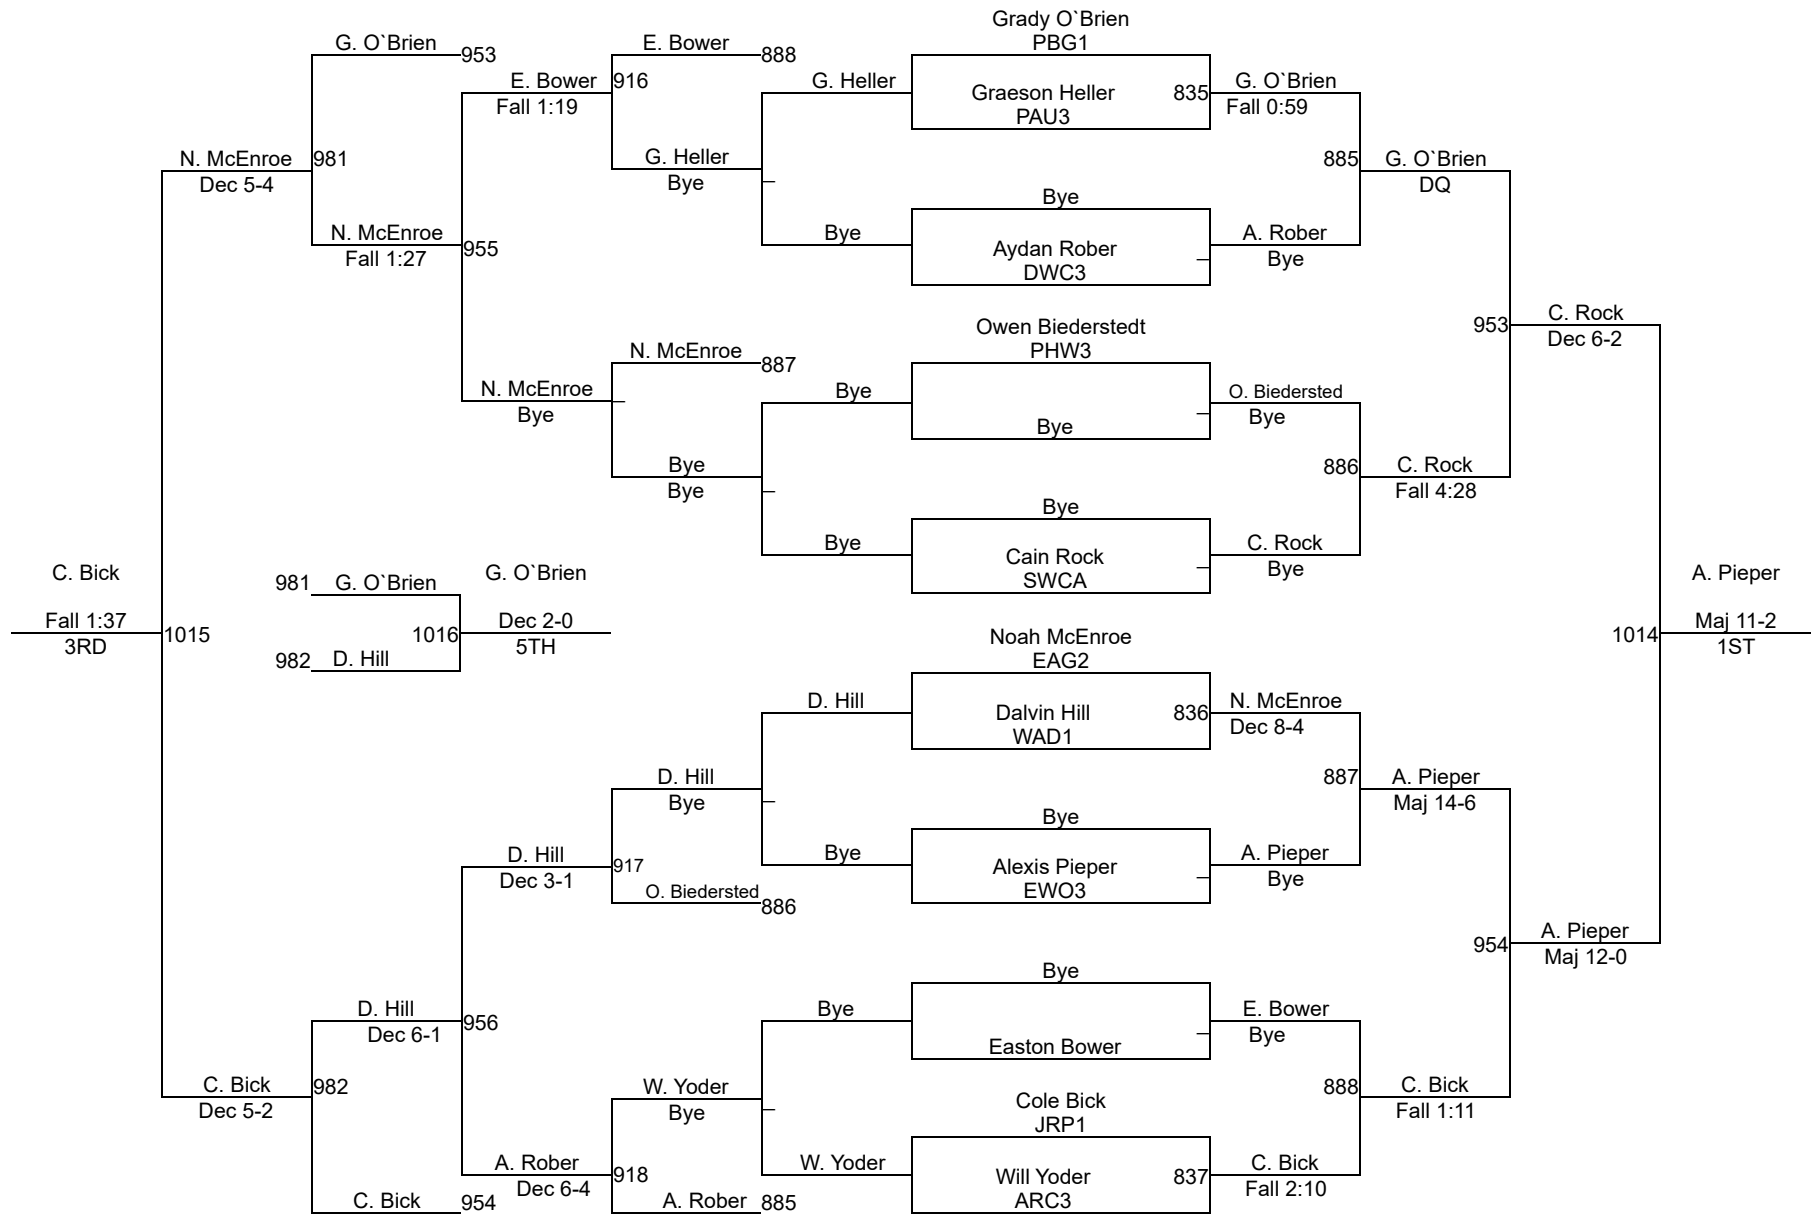 Grady O`Brien
G. O`Brien 953 E. Bower 888 PBG1
E. Bower 916 G. Heller Graeson Heller 835 G. O`Brien
Fall 1:19 PAU3 Fall 0:59
N. McEnroe 981 G. Heller 885 G. O`Brien
Dec 5-4 Bye – DQ
Bye
N. McEnroe 955 Bye Aydan Rober A. Rober
Fall 1:27 DWC3 – Bye
Owen Biederstedt 953 C. Rock
N. McEnroe 887 PHW3 Dec 6-2
N. McEnroe – Bye – O. Biedersted
Bye Bye Bye
Bye 886 C. Rock
Bye – Fall 4:28
Bye
Bye Cain Rock C. Rock
SWCA – Bye
C. Bick 981 G. O`Brien G. O`Brien A. Pieper
Fall 1:37 1015 1016 Dec 2-0 1014 Maj 11-2
3RD 982 D. Hill 5TH 1ST
Noah McEnroe
EAG2
D. Hill Dalvin Hill 836 N. McEnroe
WAD1 Dec 8-4
D. Hill 887 A. Pieper
Bye – Maj 14-6
Bye
D. Hill 917 Bye Alexis Pieper A. Pieper
Dec 3-1 EWO3 – Bye
O. Biedersted 886
954 A. Pieper
Maj 12-0
Bye
D. Hill 956 Bye E. Bower
Dec 6-1 Easton Bower – Bye
C. Bick 982 W. Yoder Cole Bick 888 C. Bick
Dec 5-2 Bye – JRP1 Fall 1:11
A. Rober 918 W. Yoder Will Yoder 837 C. Bick
Dec 6-4 ARC3 Fall 2:10
C. Bick 954 A. Rober 885